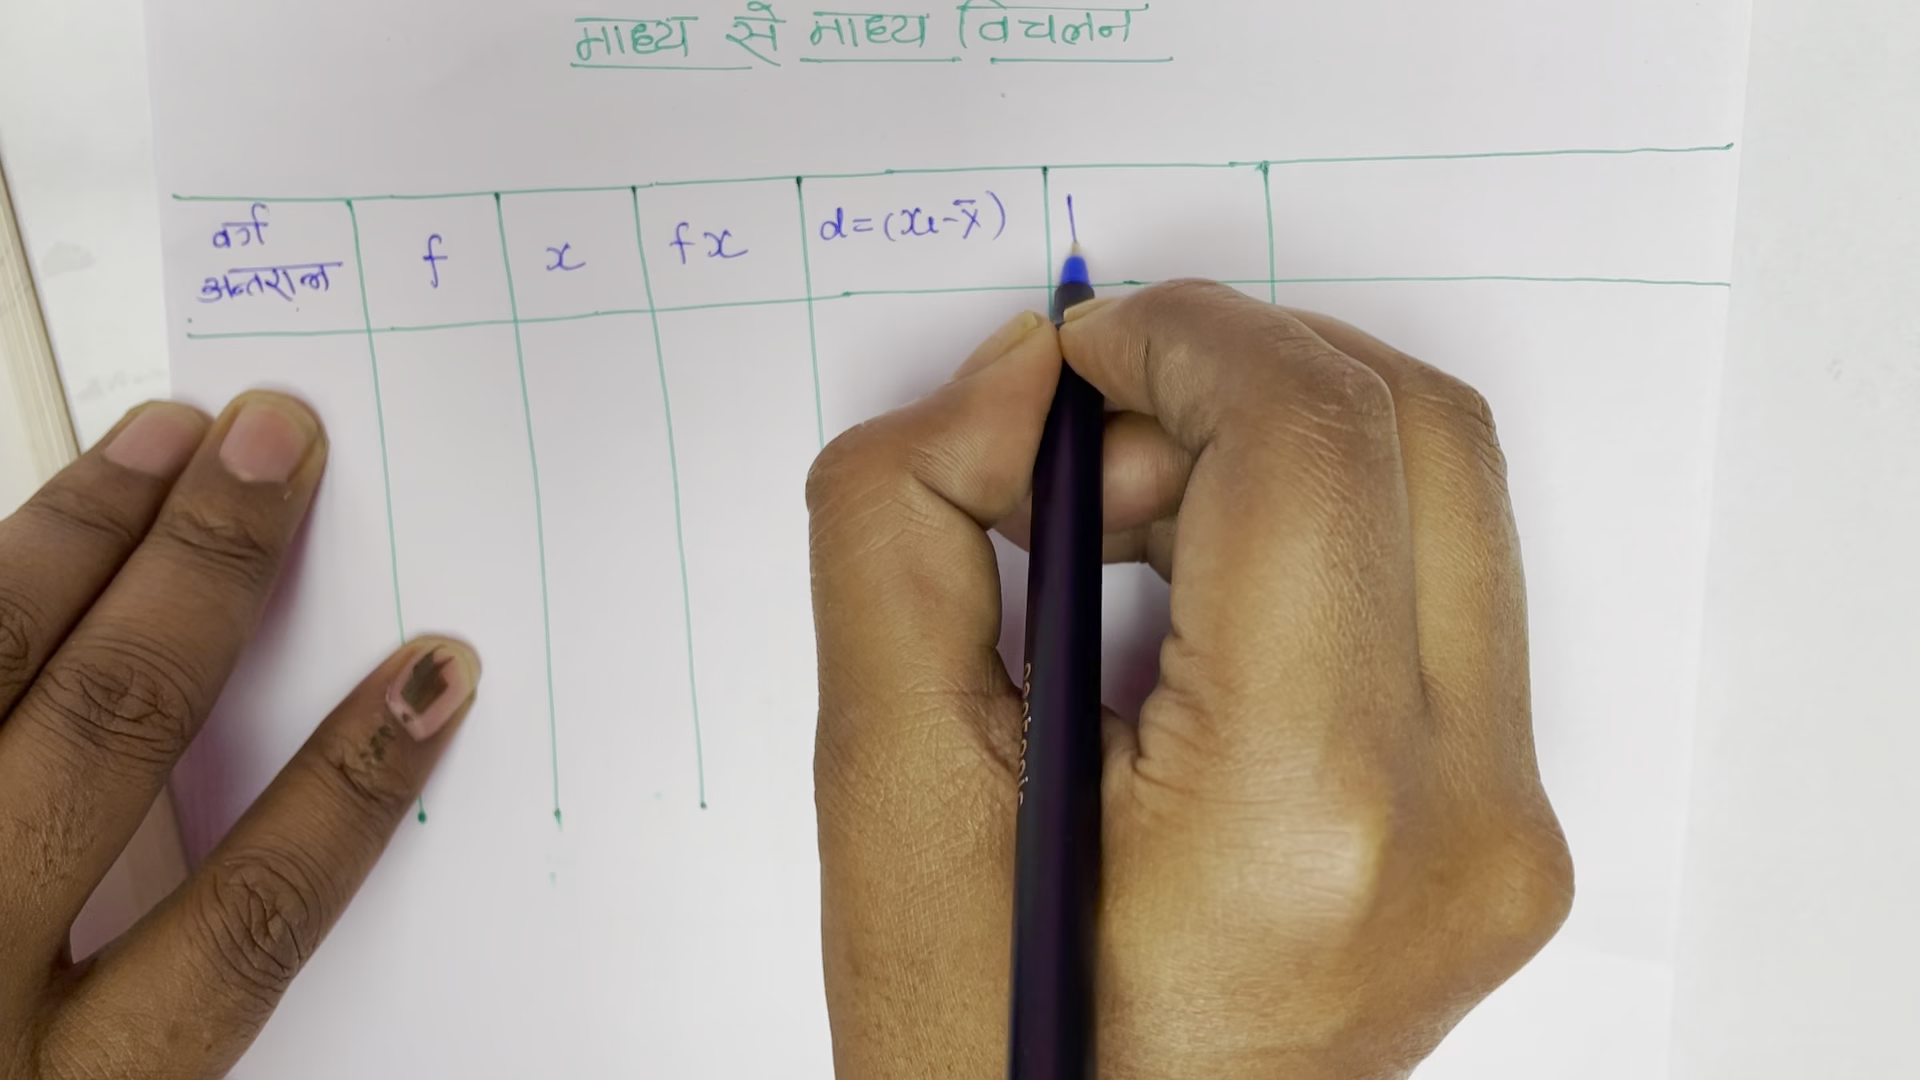 माध्य से माध्य विचलन
वर्ग
अन्तराल
f
x
fx
d=(xi-x̄)
|